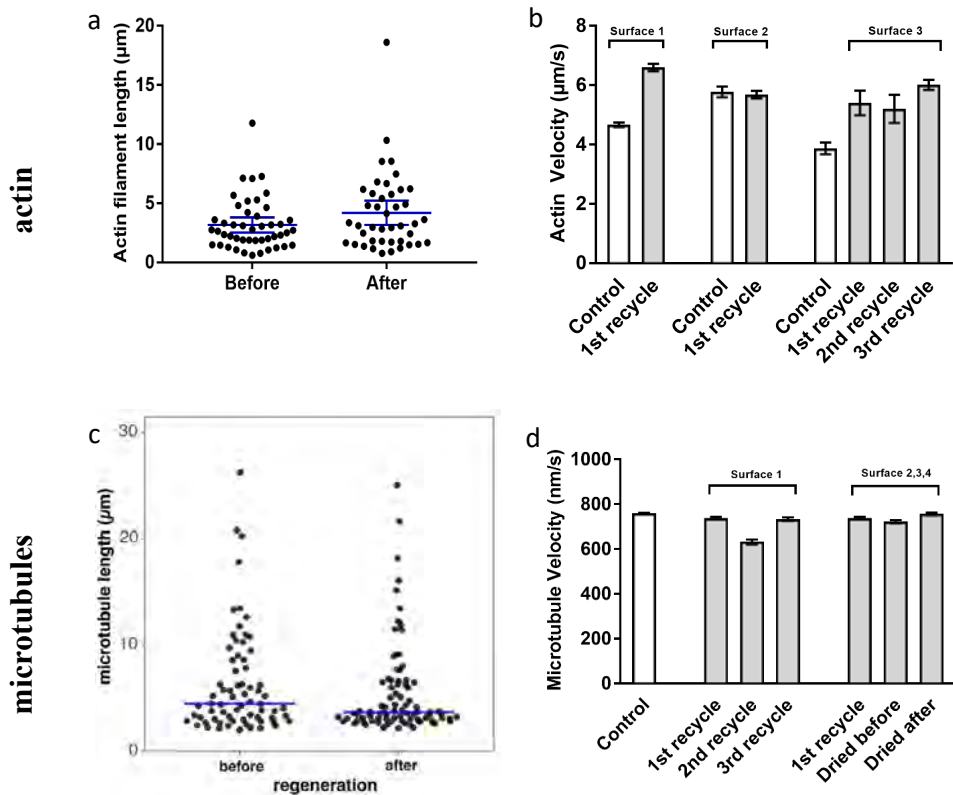 actin
a
Actin filament length (µm)
20
15
10
5
0
Before
After
b
Actin Velocity (µm/s)
8
6
4
2
0
Surface 1
Surface 2
Surface 3
Control
1st recycle
Control
1st recycle
Control
1st recycle
2nd recycle
3rd recycle
microtubules
c
microtubule length (µm)
30
20
10
0
before
after
regeneration
d
Microtubule Velocity (nm/s)
1000
800
600
400
200
0
Surface 1
Surface 2,3,4
Control
1st recycle
2nd recycle
3rd recycle
1st recycle
Dried before
Dried after